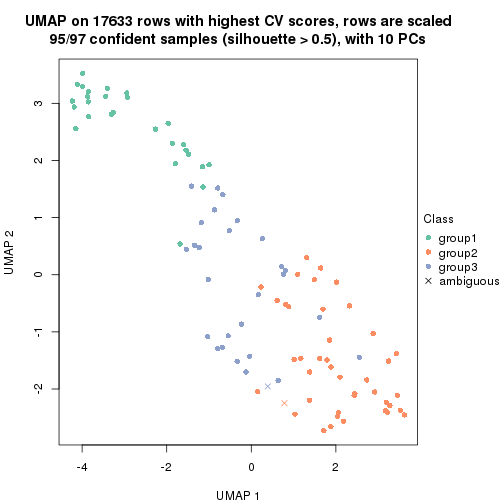 UMAP on 17633 rows with highest CV scores, rows are scaled
95/97 confident samples (silhouette > 0.5), with 10 PCs
3
2
1
0
-1
-2
UMAP 2
-4
-2
0
2
UMAP 1
Class
group1
group2
group3
ambiguous